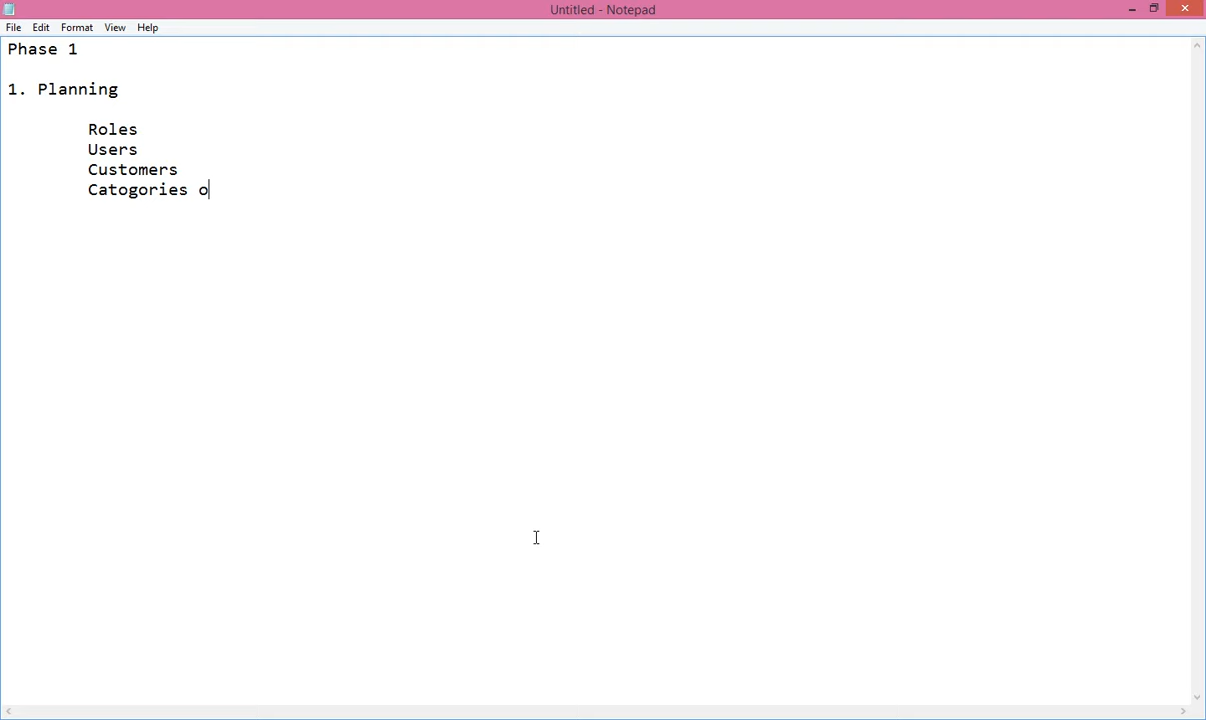 Untitled - Notepad
File Edit Format View Help
Phase 1
1. Planning
Roles
Users
Customers
Catogories o